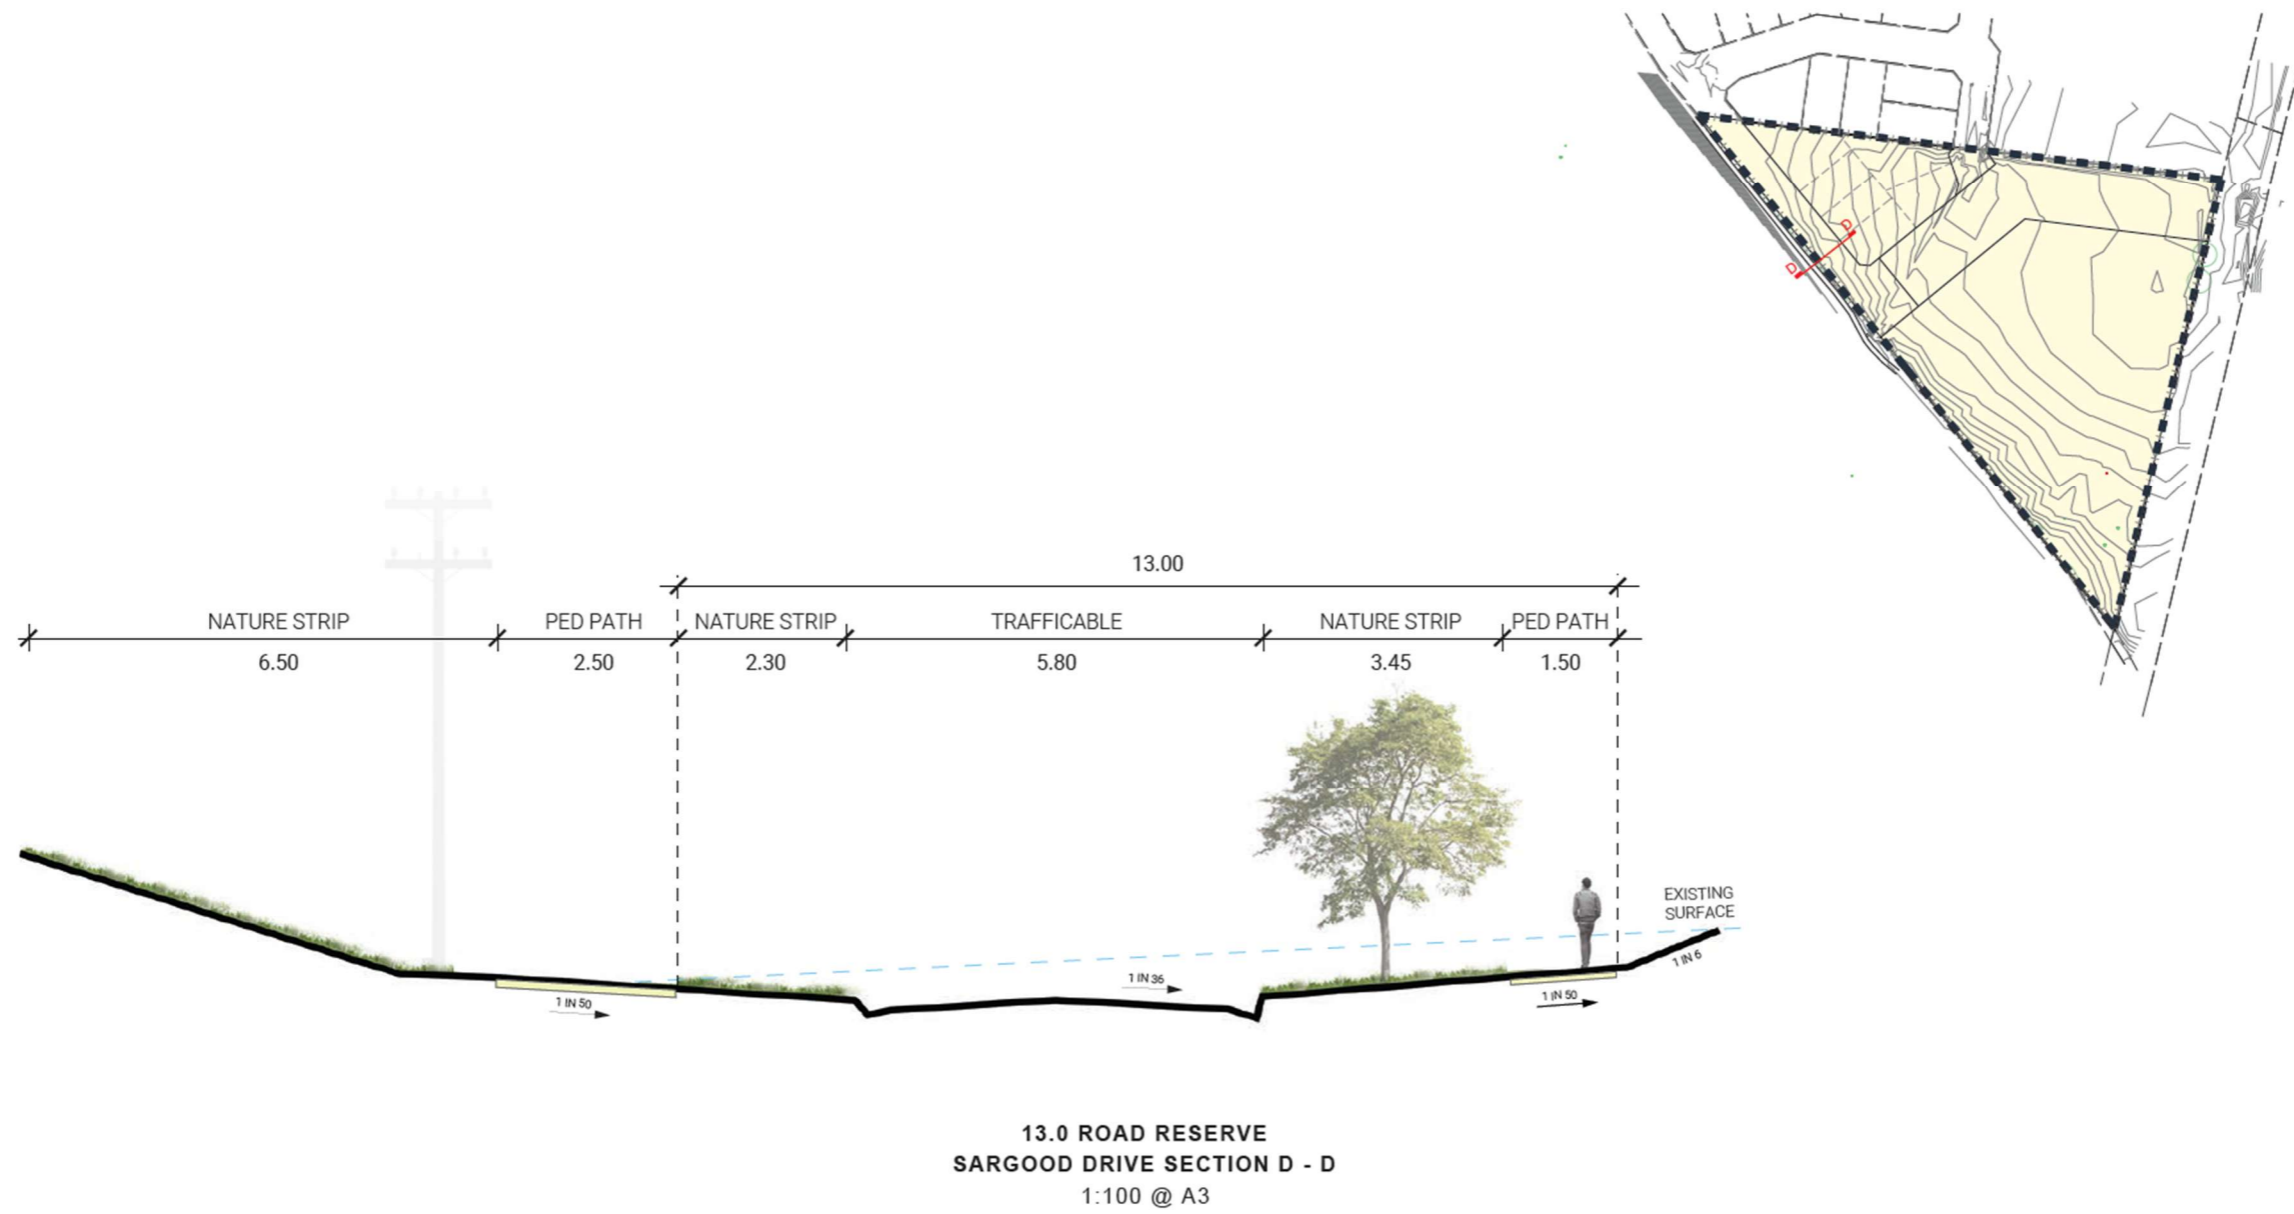 D
D
13.00
NATURE STRIP
PED PATH
NATURE STRIP
TRAFFICABLE
NATURE STRIP
PED PATH
6.50
2.50
2.30
5.80
3.45
1.50
EXISTING
SURFACE
1 IN 6
1 IN 36
1 IN 50
1 IN 50
13.0 ROAD RESERVE
SARGOOD DRIVE SECTION D - D
1:100 @ A3